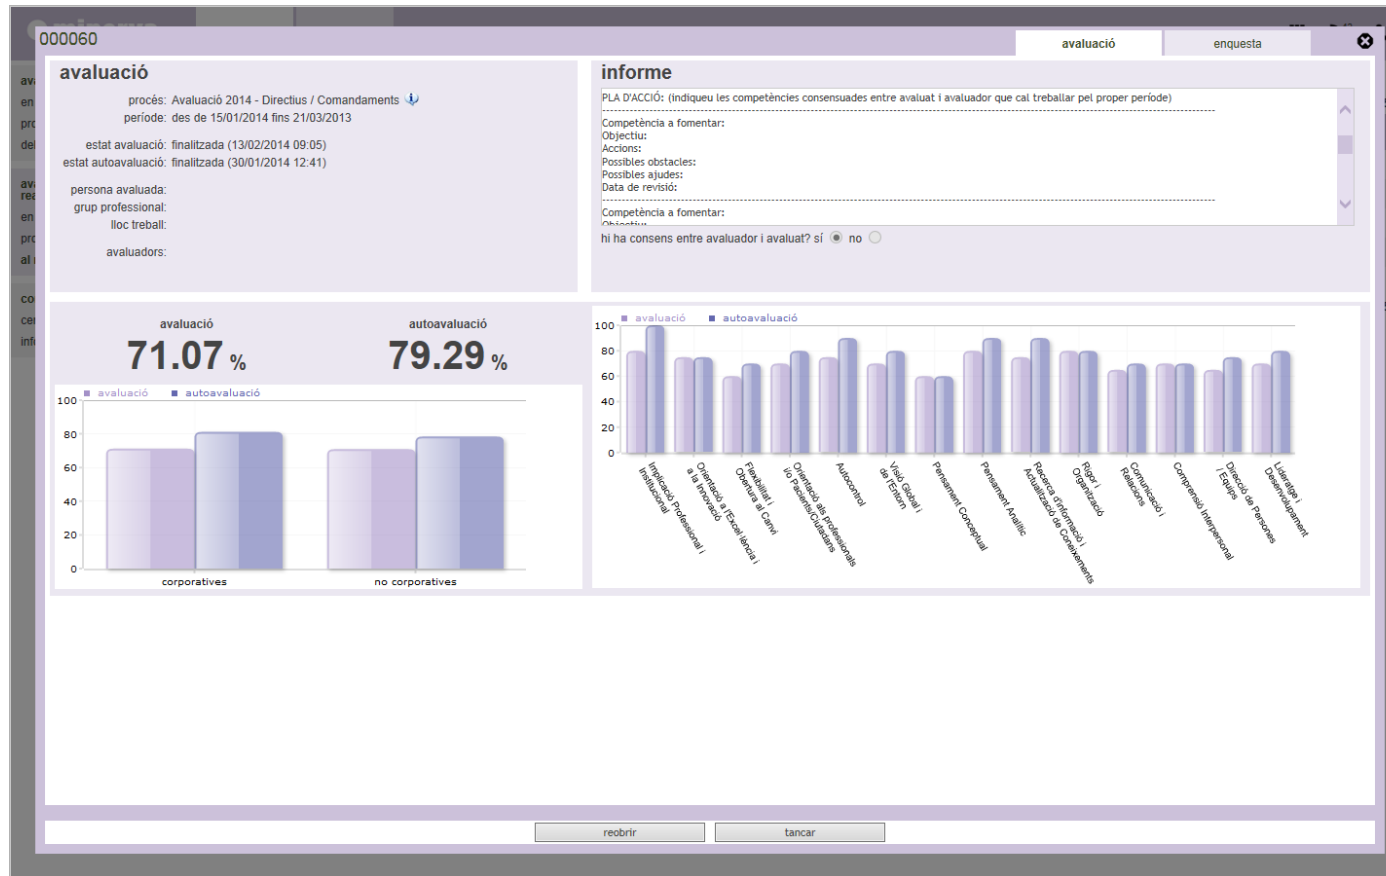 000060
avaluació
enquesta
avaluació
procés: Avaluació 2014 - Directius / Comandaments
període: des de 15/01/2014 fins 21/03/2013
estat avaluació: finalitzada (13/02/2014 09:05)
estat autoavaluació: finalitzada (30/01/2014 12:41)
persona avaluada:
grup professional:
lloc treball:
avaluadors:
informe
PLA D'ACCIÓ: (indiqueu les competències consensuades entre avaluat i avaluador que cal treballar pel proper període)
Competència a fomentar:
Objectiu:
Accions:
Possibles obstacles:
Possibles ajudes:
Data de revisió:
Competència a fomentar:
Objectiu:
hi ha consens entre avaluador i avaluat? sí no
avaluació
71.07 %
autoavaluació
79.29 %
avaluació autoavaluació
100
80
60
40
20
0
corporatives
no corporatives
avaluació autoavaluació
100
80
60
40
20
0
Implicació Professional i
Institucional
Orientació a l'Excel·lència i
a la Innovació
Flexibilitat i
Obertura al Canvi
Orientació als professionals
i/o Pacients/Ciutadans
Autocontrol
Visió Global i
de l'Entorn
Pensament Conceptual
Pensament Analític
Recerca d'informació i
Actualització de Coneixements
Rigor i
Organització
Comunicació i
Relacions
Comprensió Interpersonal
Direcció de Persones
i Equips
Lideratge i
Desenvolupament
reobrir
tancar